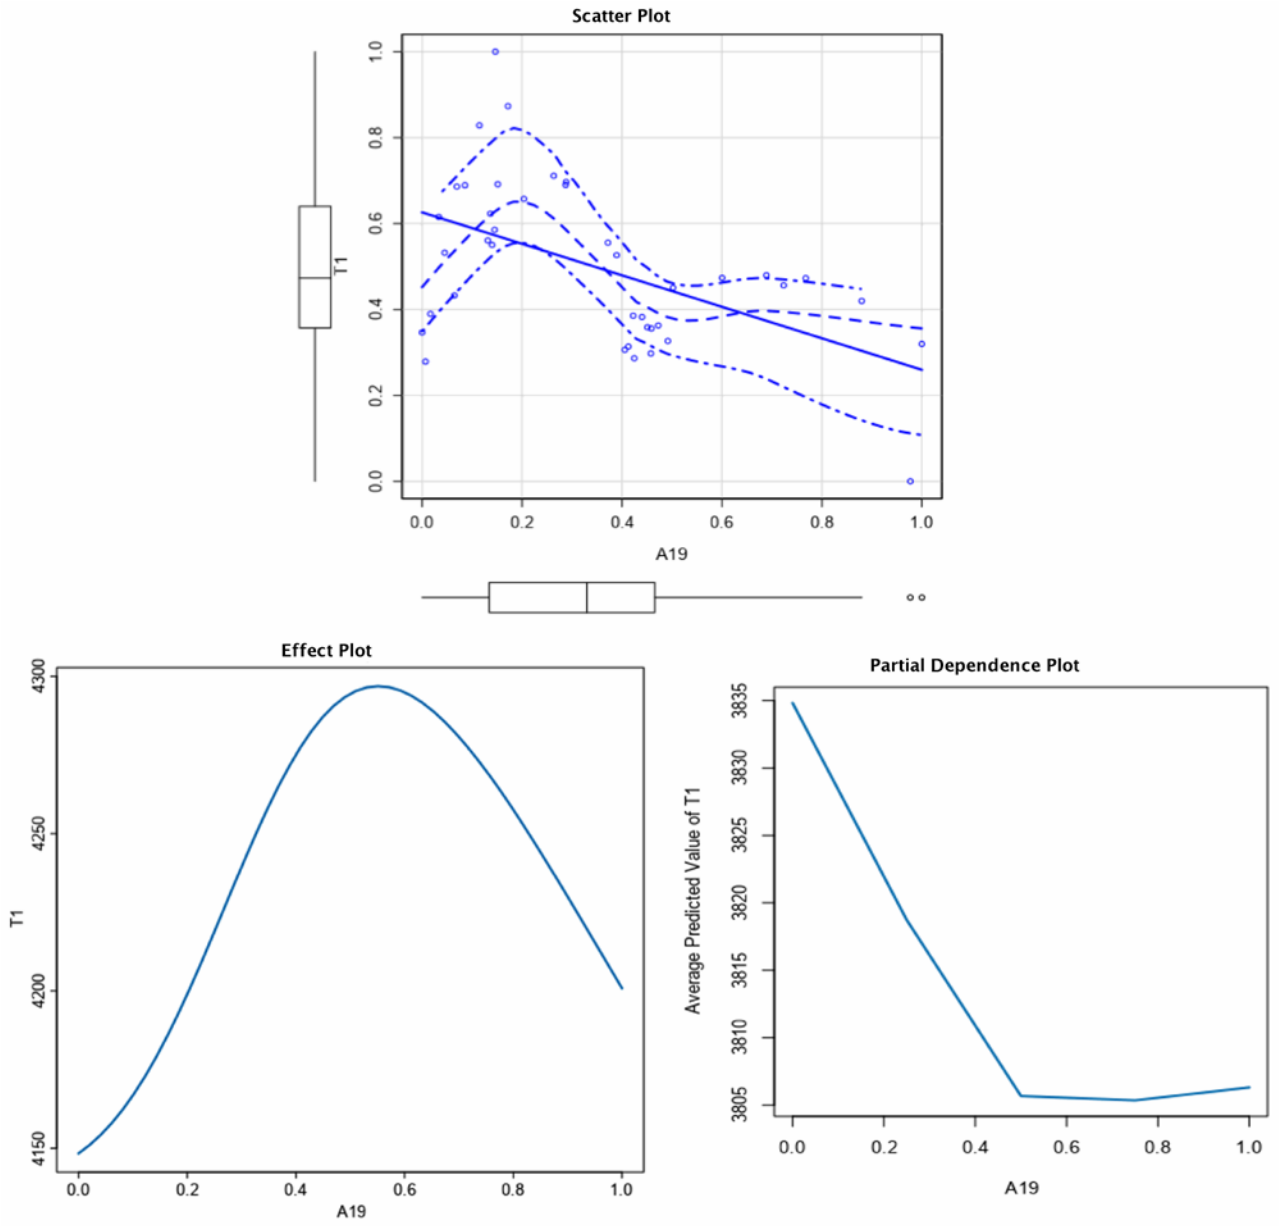 Scatter Plot
1.0
0.8
0.6
0.4
0.2
0.0
T1
0.0 0.2 0.4 0.6 0.8 1.0
A19
Effect Plot
4300
4250
4200
4150
T1
0.0 0.2 0.4 0.6 0.8 1.0
A19
Partial Dependence Plot
3835
3830
3825
3820
3815
3810
3805
Average Predicted Value of T1
0.0 0.2 0.4 0.6 0.8 1.0
A19